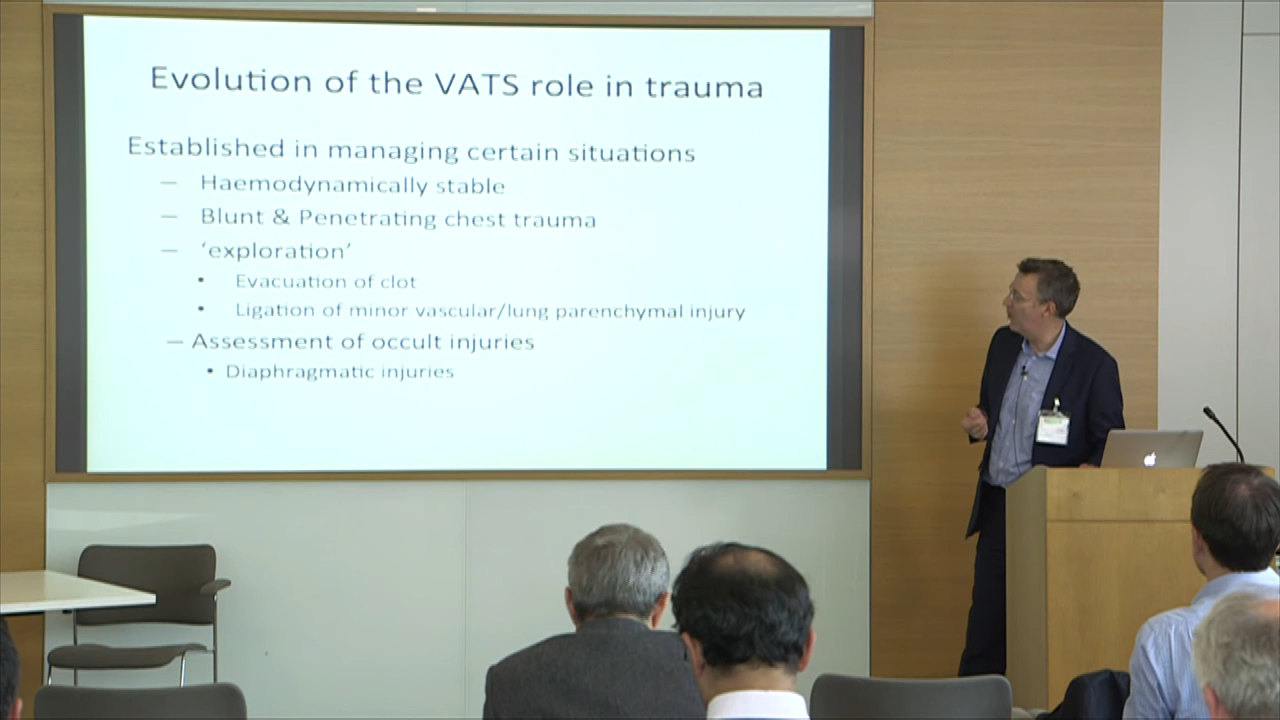 Evolution of the VATS role in trauma
Established in managing certain situations
– Haemodynamically stable
– Blunt & Penetrating chest trauma
– ‘exploration’
• Evacuation of clot
• Ligation of minor vascular/lung parenchymal injury
– Assessment of occult injuries
• Diaphragmatic injuries